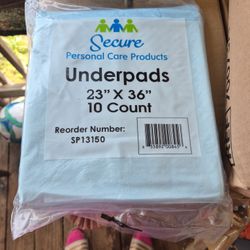 Secure
Personal Care Products
Underpads
23” X 36”
10 Count
Reorder Number:
SP13150